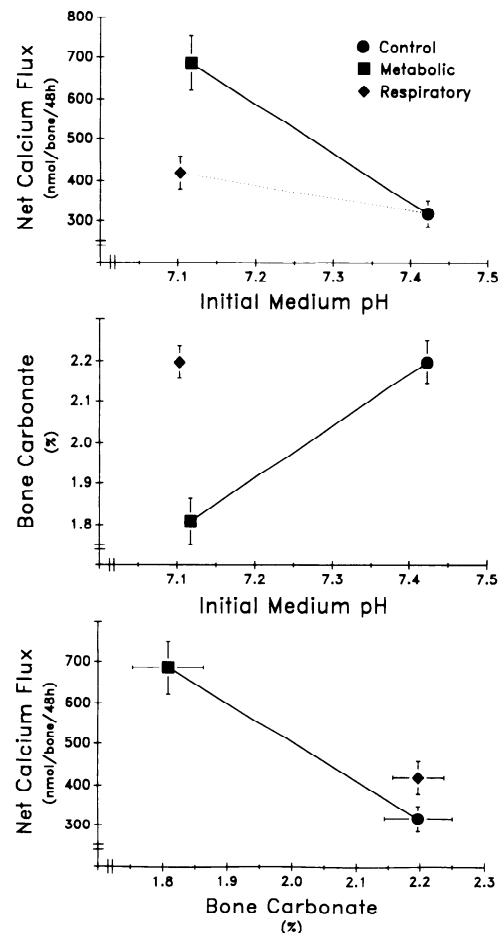 800
700
600
500
400
300
Net Calcium Flux
(nmol/bone/48h)
Control
Metabolic
Respiratory
7.1 7.2 7.3 7.4 7.5
Initial Medium pH
2.2
2.1
2.0
1.9
1.8
Bone Carbonate
(%)
7.1 7.2 7.3 7.4 7.5
Initial Medium pH
700
600
500
400
300
Net Calcium Flux
(nmol/bone/48h)
1.8 1.9 2.0 2.1 2.2 2.3
Bone Carbonate
(%)